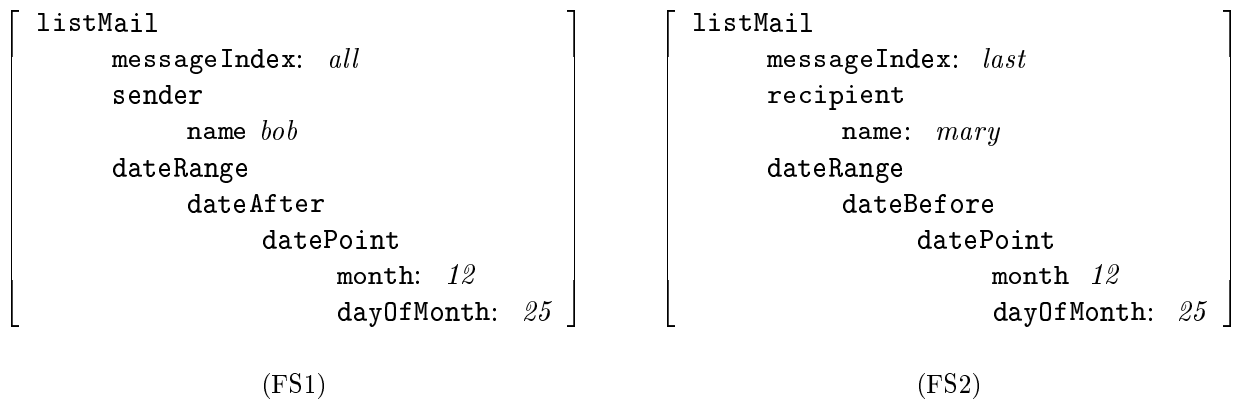 listMail
messageIndex: all
sender
name bob
dateRange
dateAfter
datePoint
month: 12
dayOfMonth: 25
(FS1)
listMail
messageIndex: last
recipient
name: mary
dateRange
dateBefore
datePoint
month 12
dayOfMonth: 25
(FS2)